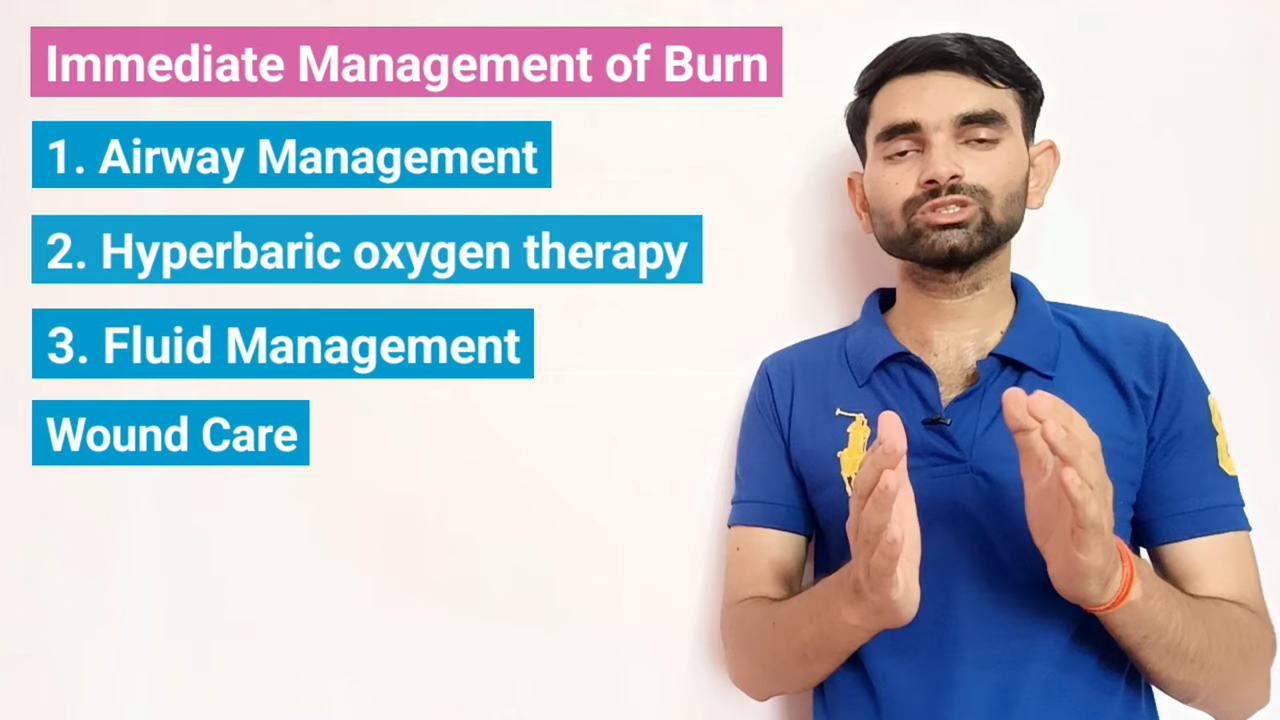 Immediate Management of Burn
1. Airway Management
2. Hyperbaric oxygen therapy
3. Fluid Management
Wound Care